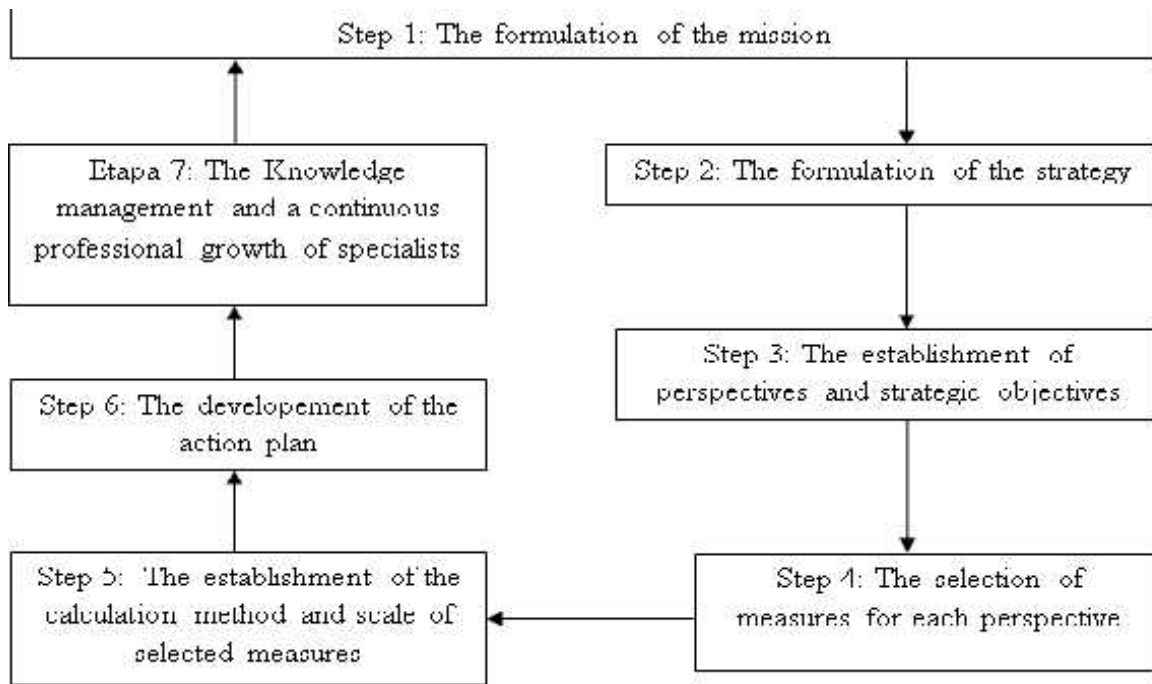 Step 1: The formulation of the mission
Step 2: The formulation of the strategy
Step 3: The establishment of
perspectives and strategic objectives
Step 4: The selection of
measures for each perspective
Step 5: The establishment of the
calculation method and scale of
selected measures
Step 6: The developement of the
action plan
Etapa 7: The Knowledge
management and a continuous
professional growth of specialists